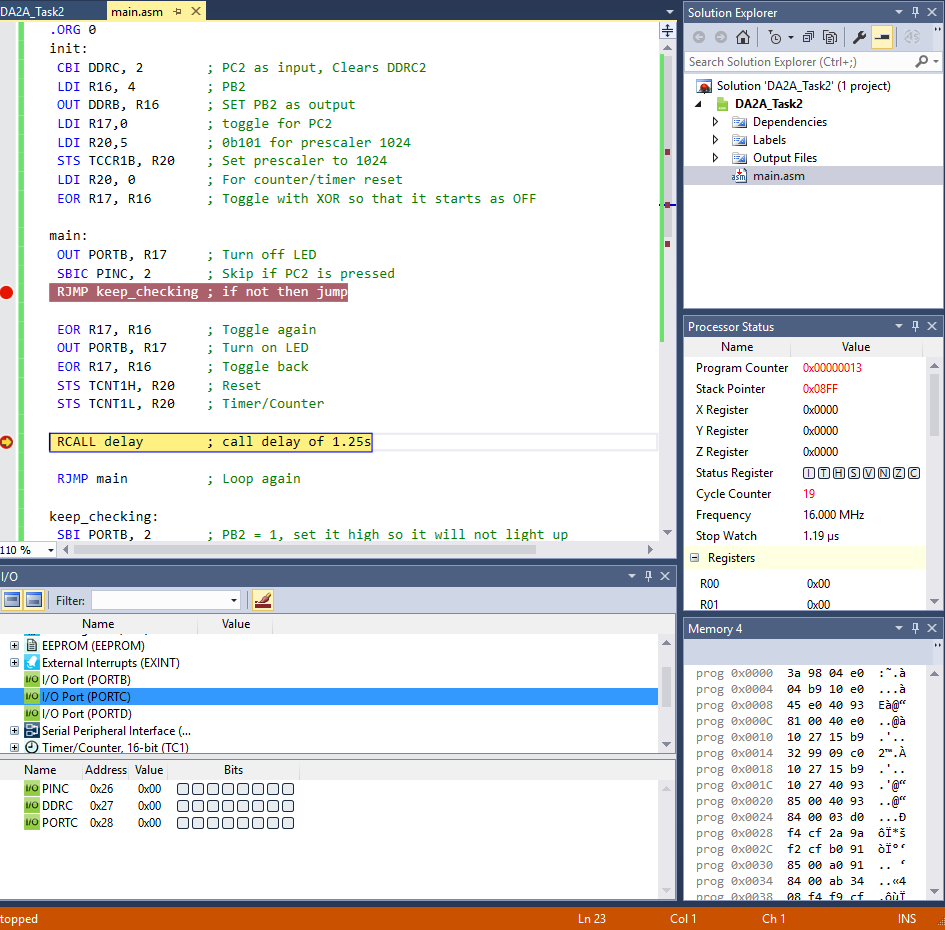 DA2A_Task2
main.asm
.ORG 0
init:
CBI DDRC, 2 ; PC2 as input, Clears DDRC2
LDI R16, 4 ; PB2
OUT DDRB, R16 ; SET PB2 as output
LDI R17,0 ; toggle for PC2
LDI R20,5 ; 0b101 for prescaler 1024
STS TCCR1B, R20 ; Set prescaler to 1024
LDI R20, 0 ; For counter/timer reset
EOR R17, R16 ; Toggle with XOR so that it starts as OFF
main:
OUT PORTB, R17 ; Turn off LED
SBIC PINC, 2 ; Skip if PC2 is pressed
RJMP keep_checking ; if not then jump
EOR R17, R16 ; Toggle again
OUT PORTB, R17 ; Turn on LED
EOR R17, R16 ; Toggle back
STS TCNT1H, R20 ; Reset
STS TCNT1L, R20 ; Timer/Counter
RCALL delay ; call delay of 1.25s
RJMP main ; Loop again
keep_checking:
SBI PORTB, 2 ; PB2 = 1, set it high so it will not light up
110 %
I/O
Filter:
Name Value
EEPROM (EEPROM)
External Interrupts (EXINT)
I/O I/O Port (PORTB)
I/O I/O Port (PORTC)
I/O I/O Port (PORTD)
Serial Peripheral Interface (...
Timer/Counter, 16-bit (TC1)
Name Address Value Bits
I/O PINC 0x26 0x00
I/O DDRC 0x27 0x00
I/O PORTC 0x28 0x00
Solution Explorer
Search Solution Explorer (Ctrl+;)
Solution 'DA2A_Task2' (1 project)
DA2A_Task2
Dependencies
Labels
Output Files
asm main.asm
Processor Status
Name Value
Program Counter 0x00000013
Stack Pointer 0x08FF
X Register 0x0000
Y Register 0x0000
Z Register 0x0000
Status Register I T H S V N Z C
Cycle Counter 19
Frequency 16.000 MHz
Stop Watch 1.19 µs
Registers
R00 0x00
R01 0x00
Memory 4
prog 0x0000 3a 98 04 e0 :˜.à
prog 0x0004 04 b9 10 e0 ...à
prog 0x0008 45 e0 40 93 Eà@“
prog 0x000C 81 00 40 e0 ..@à
prog 0x0010 10 27 15 b9 .'..
prog 0x0014 32 99 09 c0 2™.À
prog 0x0018 10 27 15 b9 .'..
prog 0x001C 10 27 40 93 .'@“
prog 0x0020 85 00 40 93 ..@“
prog 0x0024 84 00 03 d0 ...Ð
prog 0x0028 f4 cf 2a 9a ôÏ*š
prog 0x002C f2 cf b0 91 òÏ°‘
prog 0x0030 85 00 a0 91 .. ‘
prog 0x0034 84 00 ab 34 ..«4
prog 0x0038 08 f4 f9 cf .ôùÏ
topped
Ln 23 Col 1 Ch 1 INS